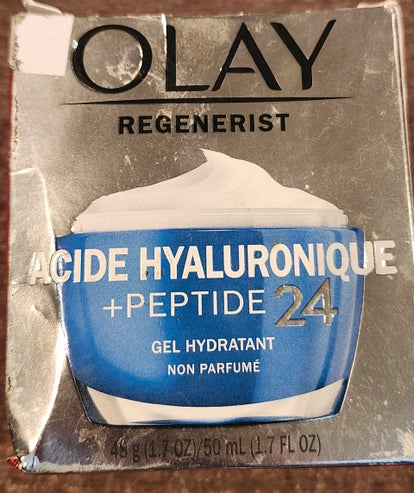 OLAY
REGENERIST
ACIDE HYALURONIQUE
+PEPTIDE 24
GEL HYDRATANT
NON PARFUMÉ
48 g (1.7 OZ)/50 mL (1.7 FL OZ)